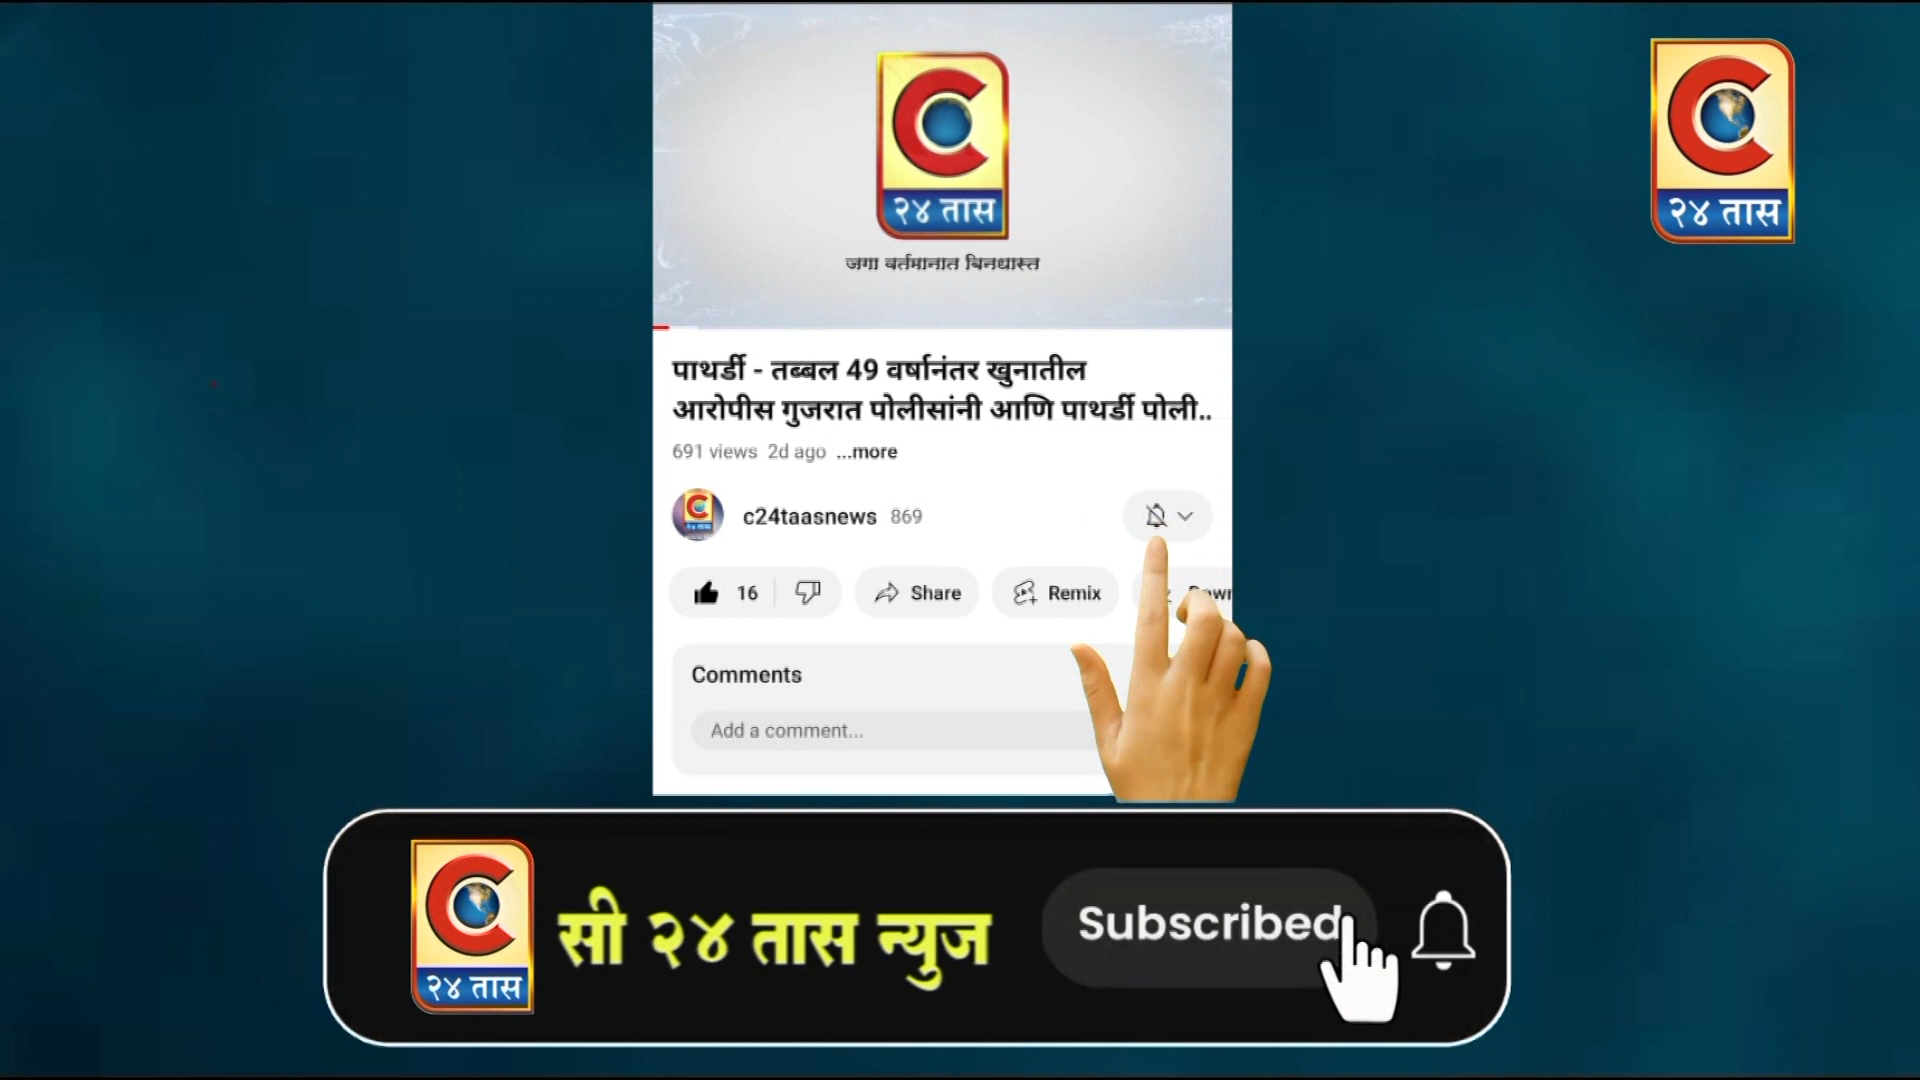 २४ तास
जगा वर्तमानात बिनधास्त
२४ तास
पाथर्डी - तब्बल 49 वर्षानंतर खुनातील
आरोपीस गुजरात पोलीसांनी आणि पाथर्डी पोली..
691 views 2d ago ...more
c24taasnews 869
16 Share Remix
Comments
Add a comment...
सी २४ तास न्युज Subscribed
२४ तास